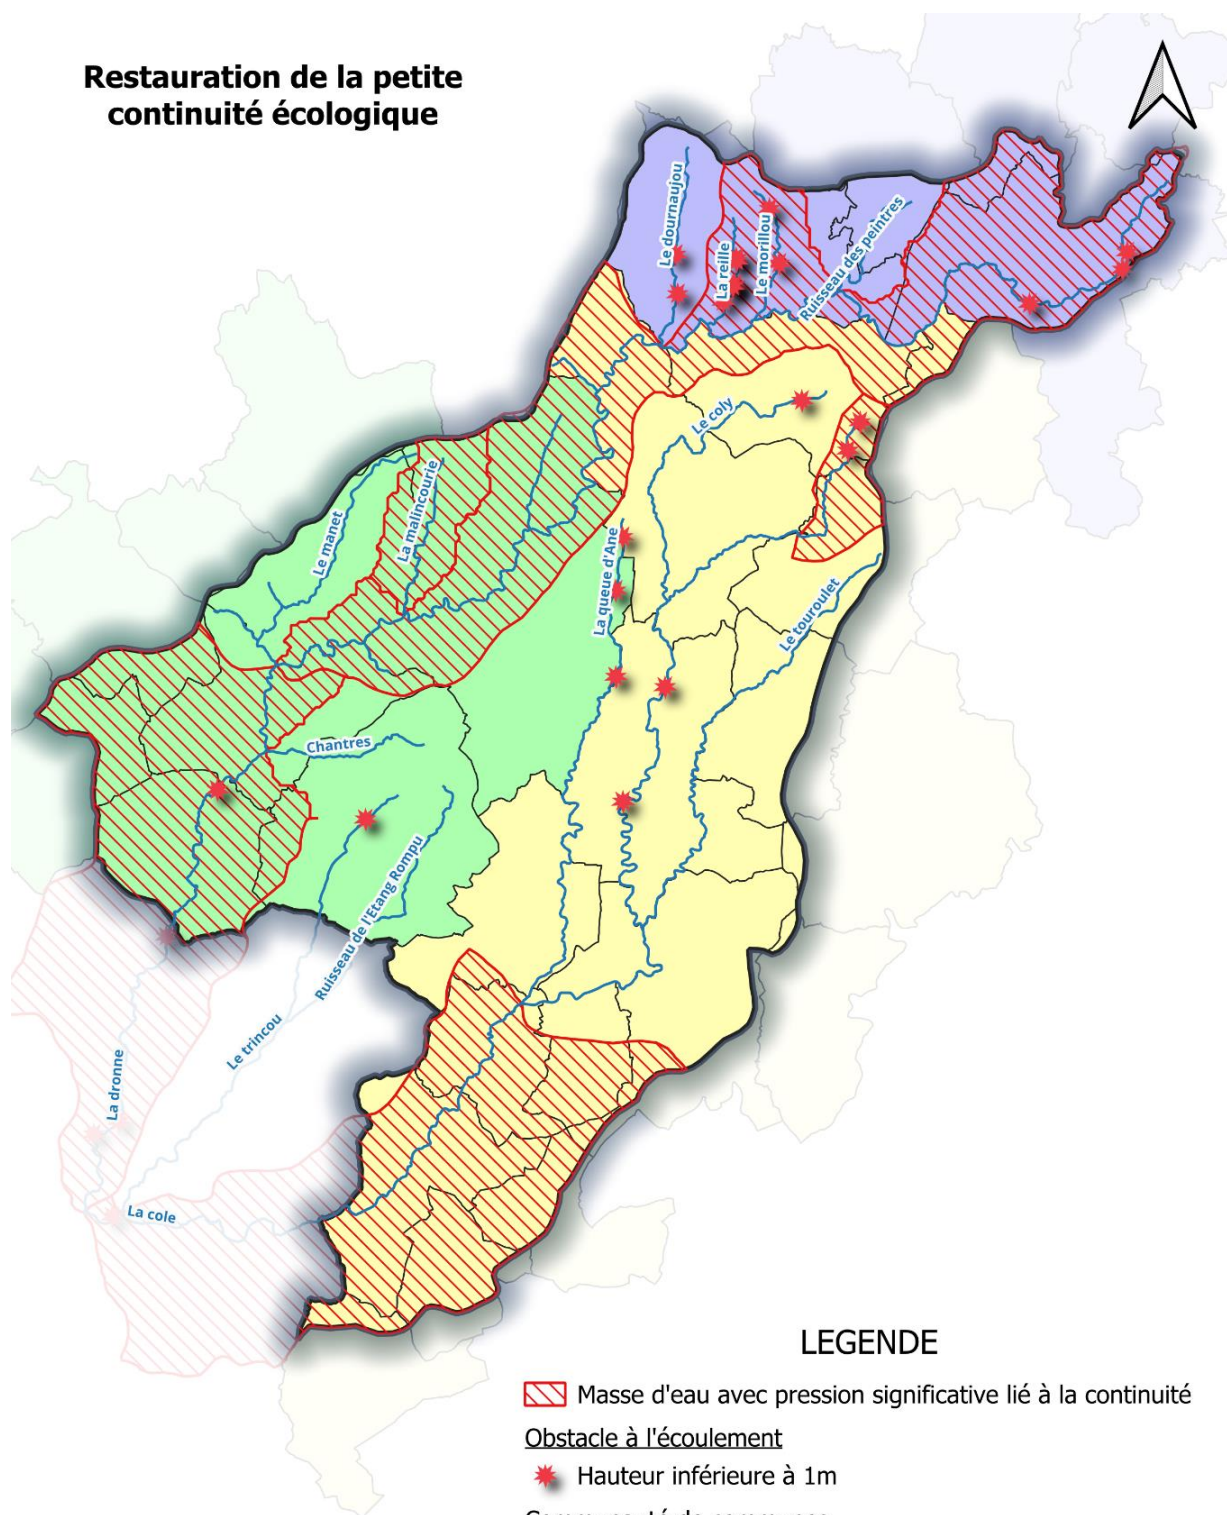 Restauration de la petite
continuité écologique
Le dournaujou
La reille
Le morillou
Ruisseau des peintres
Le coly
La malincourie
Le manet
La queue d'Ane
Le touroulet
Chantres
Ruisseau de l'Etang Rompu
Le trincou
La dronne
La cole
LEGENDE
Masse d'eau avec pression significative lié à la continuité
Obstacle à l'écoulement
Hauteur inférieure à 1m